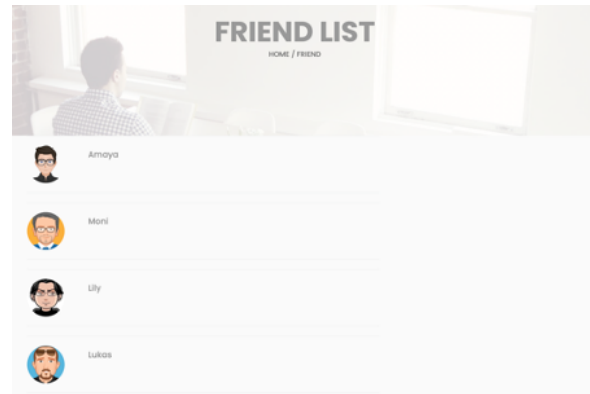 FRIEND LIST
HOME / FRIEND
Amaya
Moni
Lily
Lukas